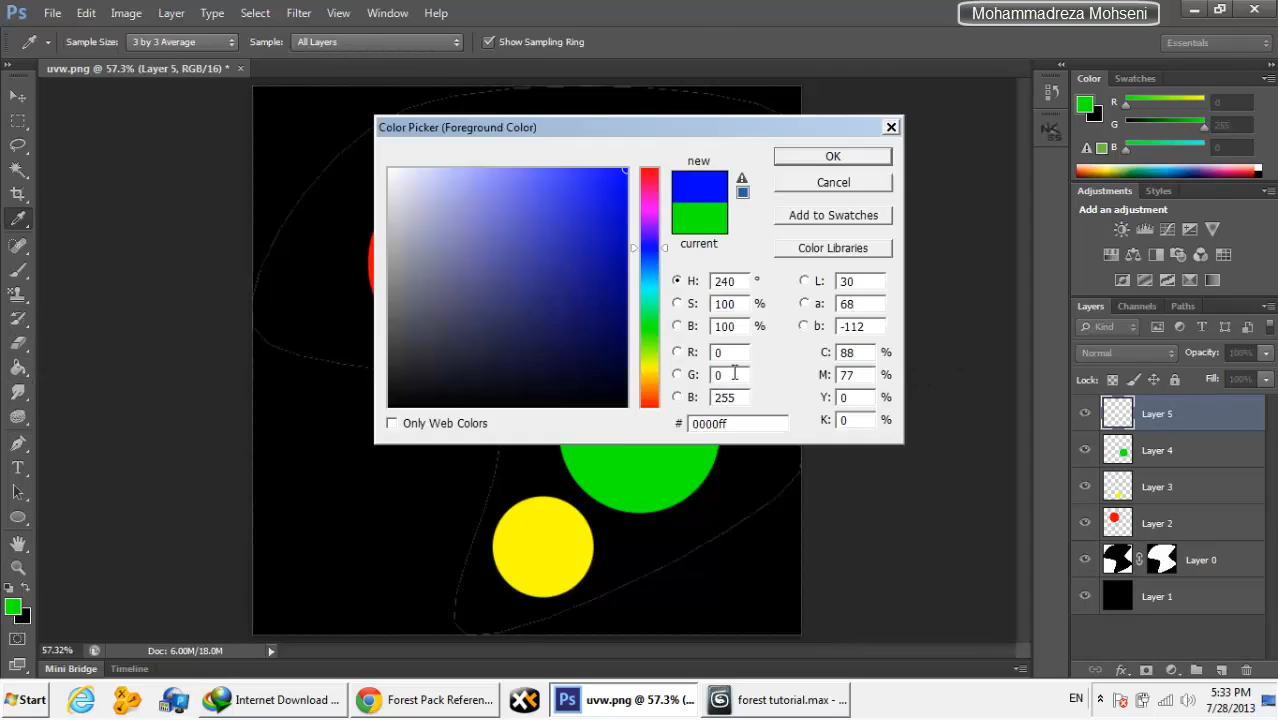 Ps File Edit Image Layer Type Select Filter View Window Help
Mohammadreza Mohseni
Sample Size: 3 by 3 Average Sample: All Layers Show Sampling Ring Essentials
uvw.png @ 57.3% (Layer 5, RGB/16) * ×
Color Swatches
R 0
G 255
B 0
Color Picker (Foreground Color)
new
current
OK
Cancel
Add to Swatches
Color Libraries
H: 240 ° L: 30
S: 100 % a: 68
B: 100 % b: -112
R: 0 C: 88 %
G: 0 M: 77 %
B: 255 Y: 0 %
# 0000ff K: 0 %
Only Web Colors
Adjustments Styles
Add an adjustment
Layers Channels Paths
Kind
Normal Opacity: 100%
Lock: Fill: 100%
Layer 5
Layer 4
Layer 3
Layer 2
Layer 0
Layer 1
57.32% Doc: 6.00M/18.0M
Mini Bridge Timeline
Start Internet Download ... Forest Pack Referen... Ps uvw.png @ 57.3% (... forest tutorial.max - ... EN 5:33 PM
7/28/2013